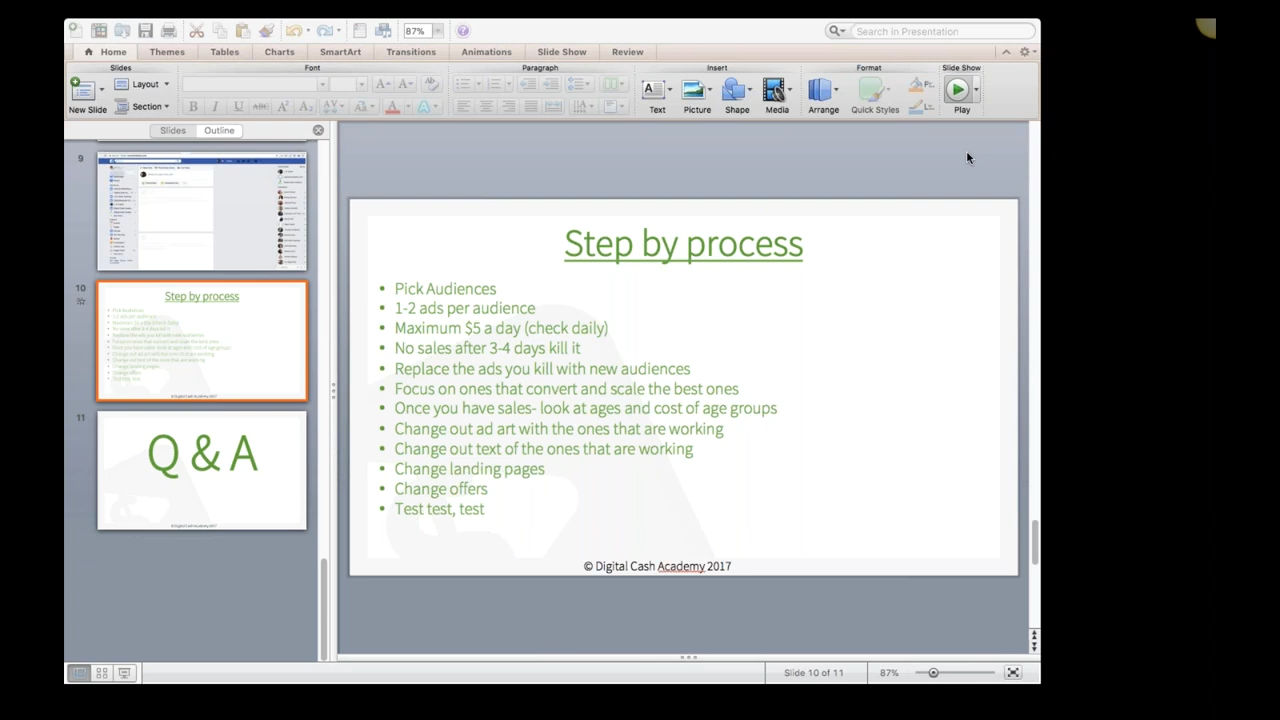 87%
Search in Presentation
Home
Themes
Tables
Charts
SmartArt
Transitions
Animations
Slide Show
Review
Slides
Font
Paragraph
Insert
Format
Slide Show
New Slide
Layout
Section
Text
Picture
Shape
Media
Arrange
Quick Styles
Play
Slides
Outline
9
10
Step by process
11
Q & A
Step by process
• Pick Audiences
• 1-2 ads per audience
• Maximum $5 a day (check daily)
• No sales after 3-4 days kill it
• Replace the ads you kill with new audiences
• Focus on ones that convert and scale the best ones
• Once you have sales- look at ages and cost of age groups
• Change out ad art with the ones that are working
• Change out text of the ones that are working
• Change landing pages
• Change offers
• Test test, test
© Digital Cash Academy 2017
Slide 10 of 11
87%